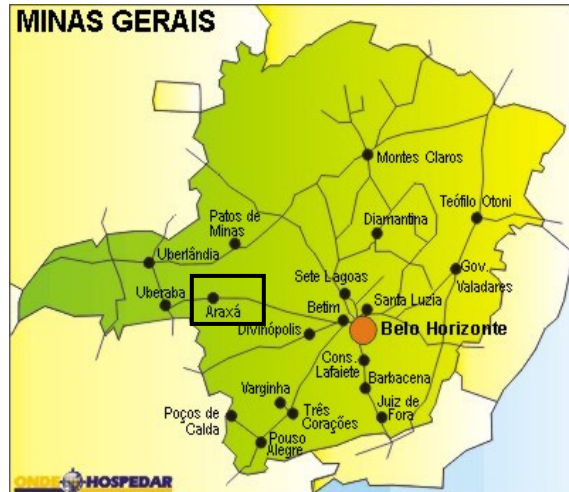 MINAS GERAIS
Montes Claros
Teófilo Otoni
Diamantina
Patos de
Minas
Uberlândia
Gov.
Valadares
Sete Lagoas
Uberaba
Araxá
Santa Luzia
Betim
Divinópolis
Belo Horizonte
Cons.
Lafaiete
Barbacena
Varginha
Três
Corações
Juiz de
Fora
Poços de
Calda
Pouso
Alegre
ONDE HOSPEDAR